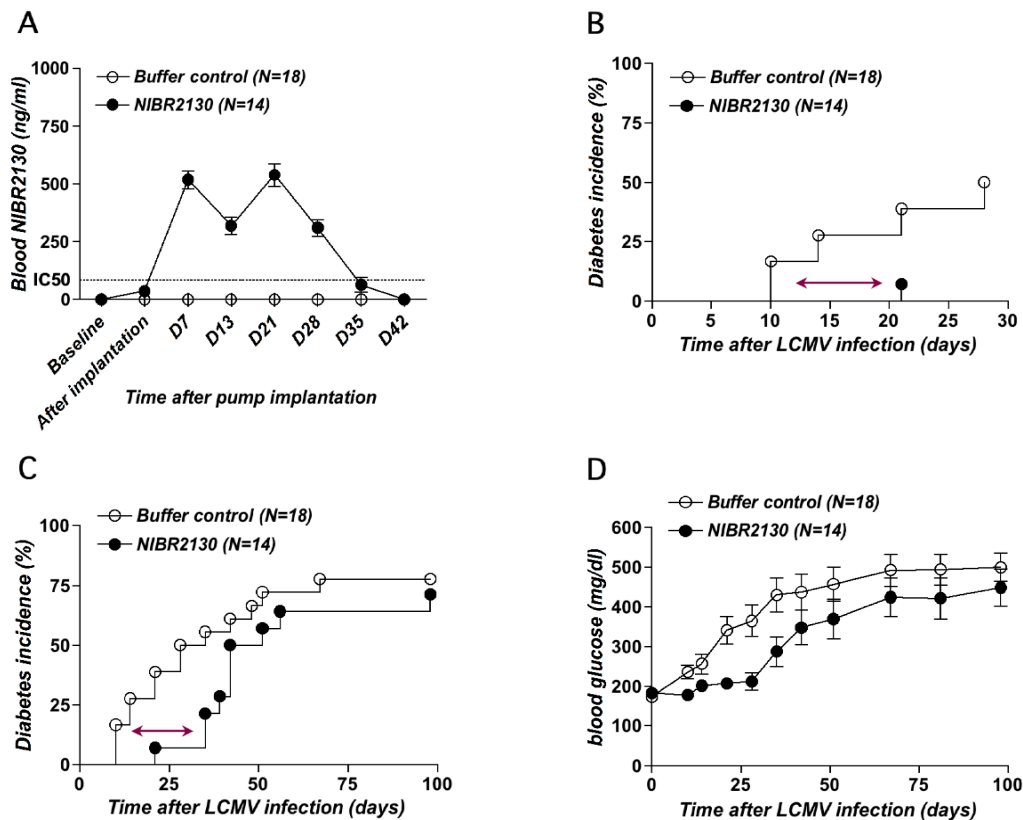 A
Buffer control (N=18)
NIBR2130 (N=14)
Blood NIBR2130 (ng/ml)
1000
750
500
250
IC50
0
Baseline
After implantation
D7
D13
D21
D28
D35
D42
Time after pump implantation
B
Buffer control (N=18)
NIBR2130 (N=14)
Diabetes incidence (%)
100
75
50
25
0
0 5 10 15 20 25 30
Time after LCMV infection (days)
C
Buffer control (N=18)
NIBR2130 (N=14)
Diabetes incidence (%)
100
75
50
25
0
0 25 50 75 100
Time after LCMV infection (days)
D
Buffer control (N=18)
NIBR2130 (N=14)
blood glucose (mg/dl)
600
500
400
300
200
100
0
0 25 50 75 100
Time after LCMV infection (days)